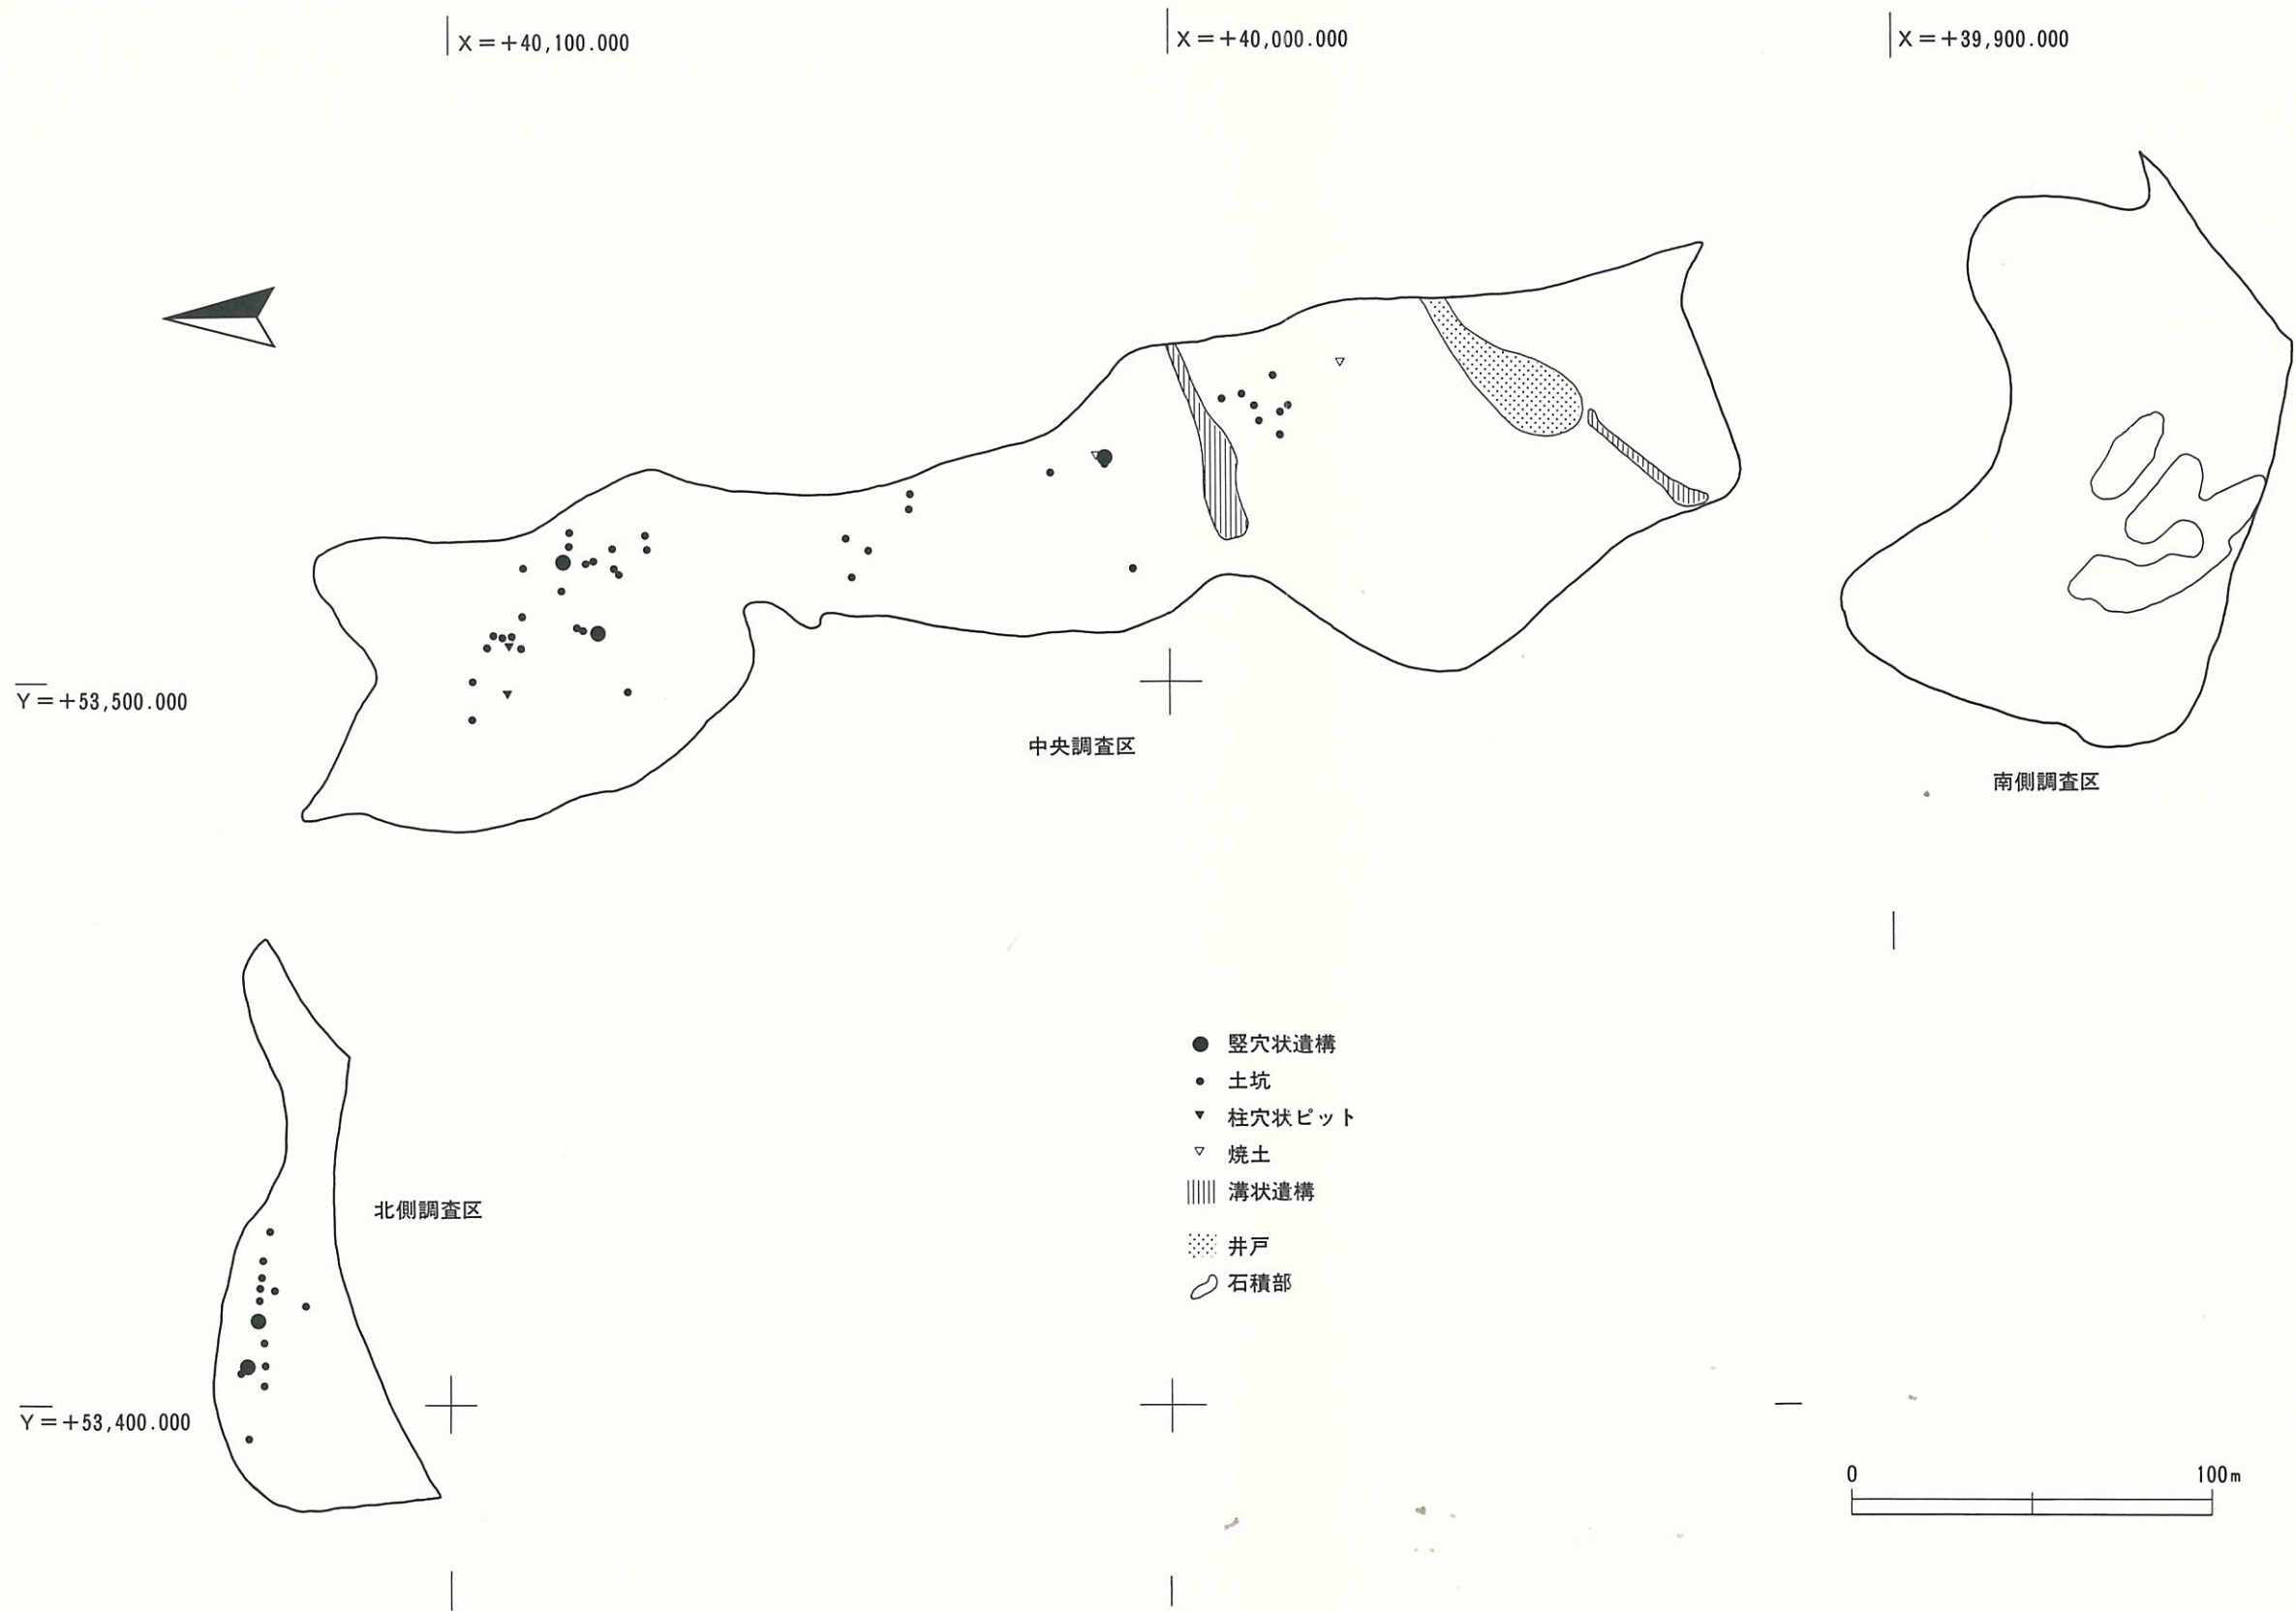 X=+40,100.000
X=+40,000.000
X=+39,900.000
Y=+53,500.000
中央調査区
南側調査区
北側調査区
竪穴状遺構
土坑
柱穴状ピット
焼土
溝状遺構
井戸
石積部
Y=+53,400.000
0 100m